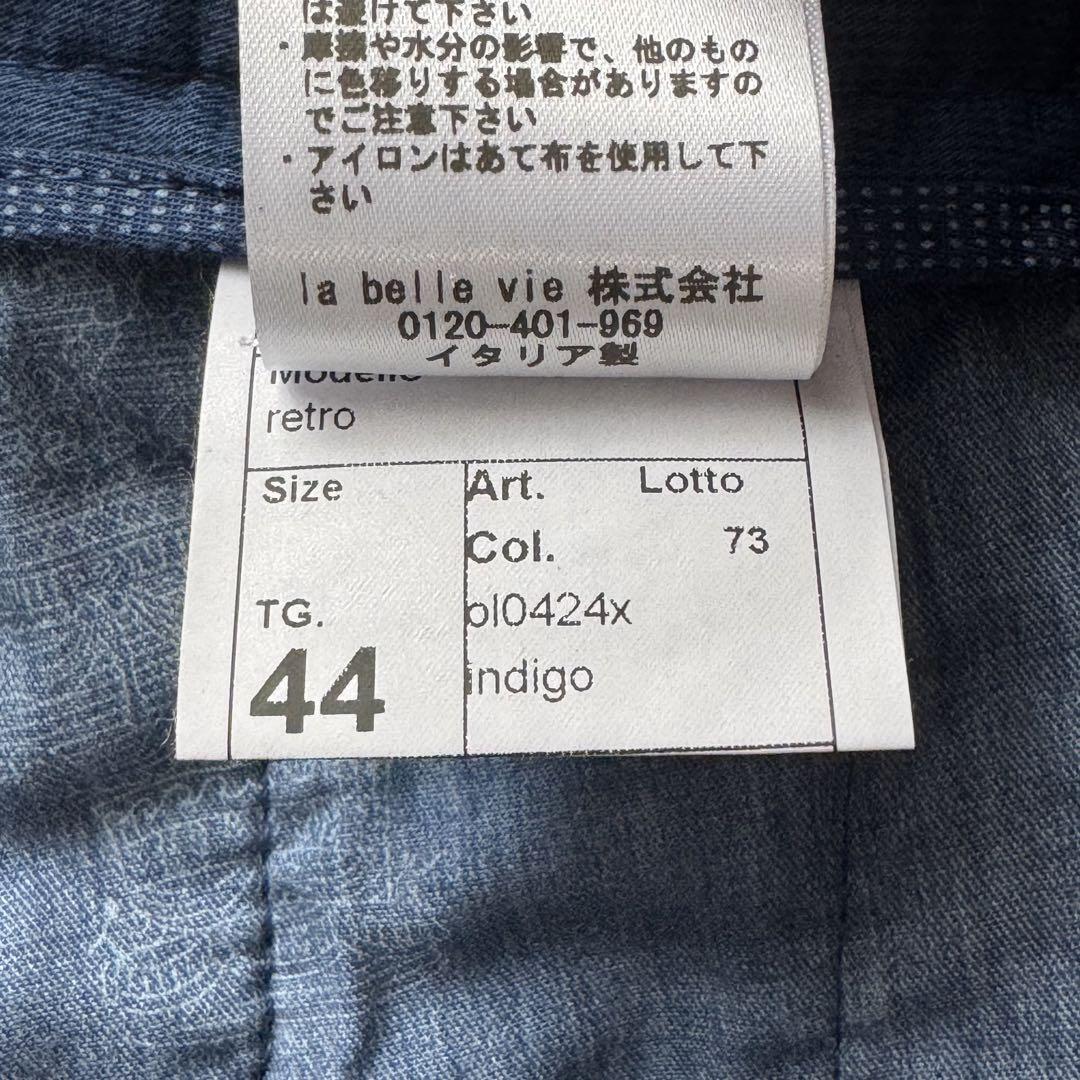 は避けて下さい
・摩擦や水分の影響で、他のもの
に色移りする場合がありますの
でご注意下さい
・アイロンはあて布を使用して下
さい
la belle vie 株式会社
0120-401-969
イタリア製
Modello
retro
Size
Art. Lotto
Col. 73
TG.
pl0424x
44
indigo